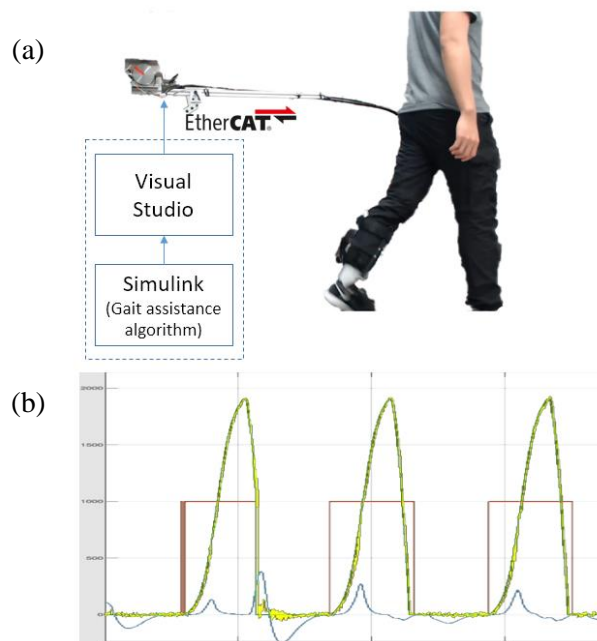 (a)
EtherCAT®
Visual
Studio
Simulink
(Gait assistance
algorithm)
(b)
2000
1500
1000
500
0